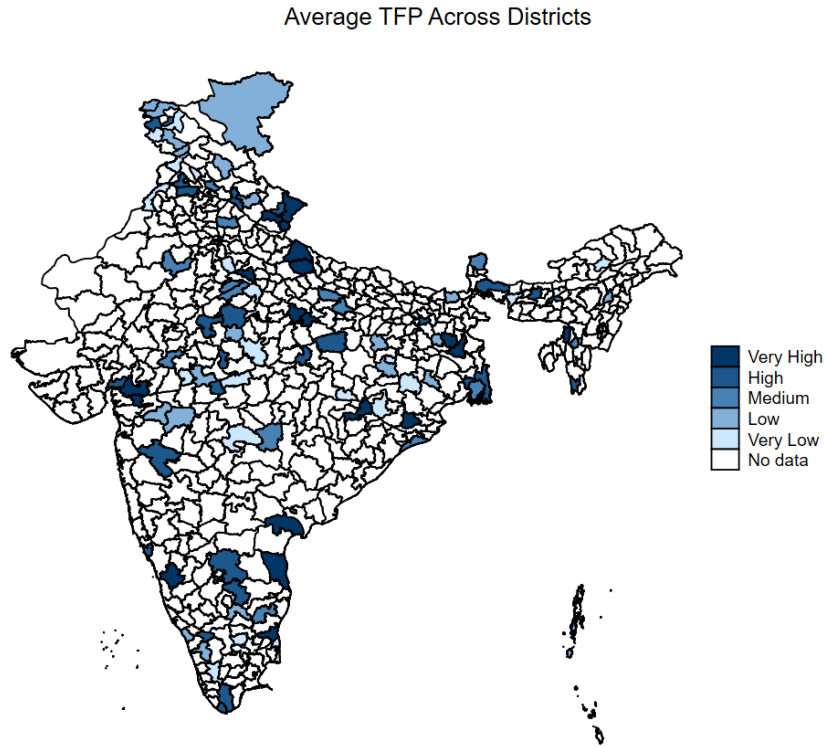 Average TFP Across Districts
Very High
High
Medium
Low
Very Low
No data